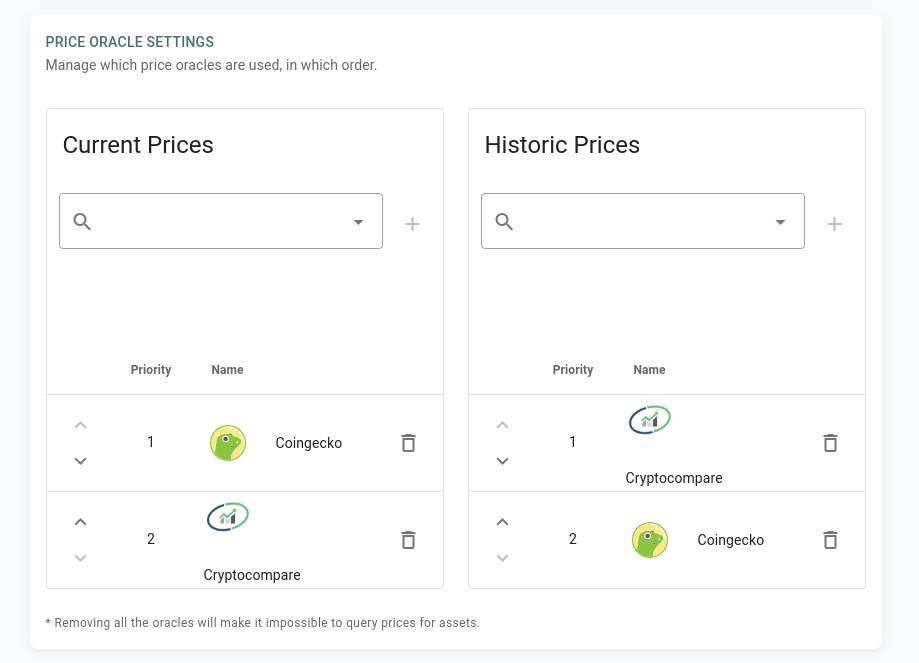 PRICE ORACLE SETTINGS
Manage which price oracles are used, in which order.
Current Prices
Priority Name
1 Coingecko
2 Cryptocompare
Historic Prices
Priority Name
1 Cryptocompare
2 Coingecko
* Removing all the oracles will make it impossible to query prices for assets.